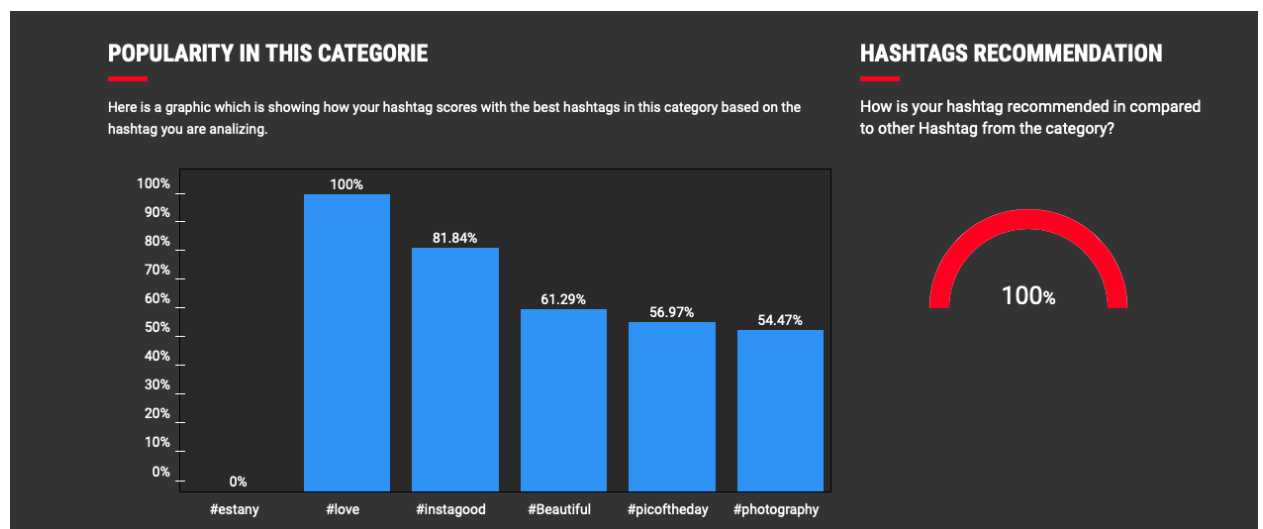 POPULARITY IN THIS CATEGORIE
Here is a graphic which is showing how your hashtag scores with the best hashtags in this category based on the
hashtag you are analizing.
100%
90%
80%
70%
60%
50%
40%
30%
20%
10%
0%
0%
100%
81.84%
61.29%
56.97%
54.47%
#estany
#love
#instagood
#Beautiful
#picoftheday
#photography
HASHTAGS RECOMMENDATION
How is your hashtag recommended in compared
to other Hashtag from the category?
100%